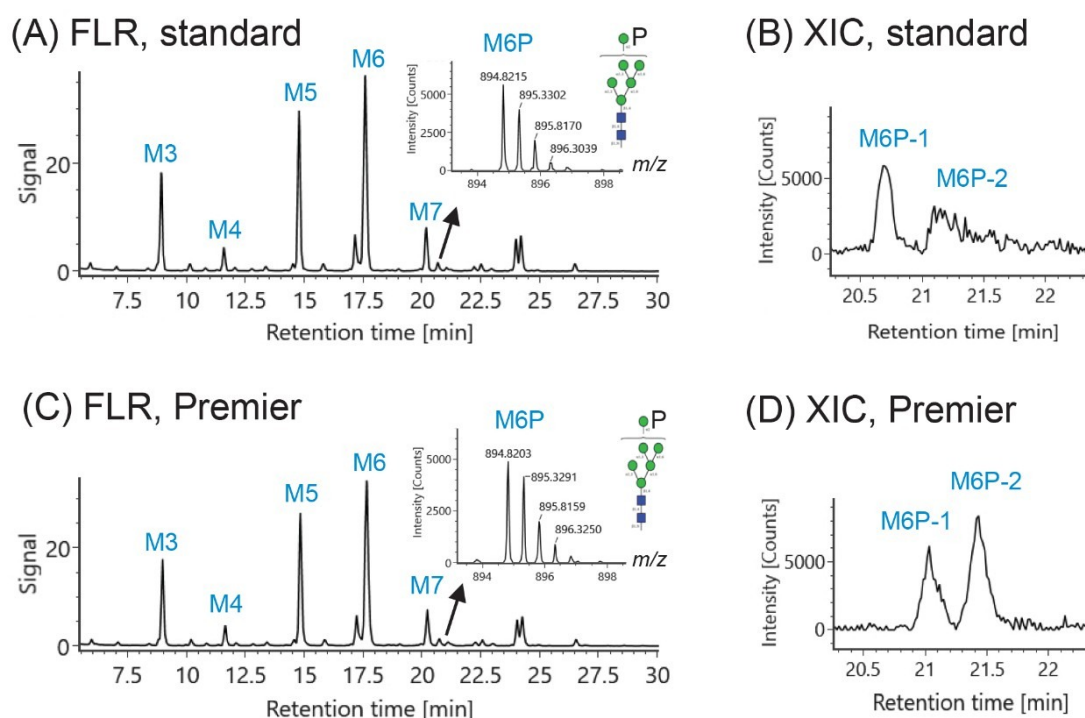 (A) FLR, standard
M6P
P
Signal
20
0
M3
M4
M5
M6
M7
Intensity [Counts]
5000
2500
0
894.8215
895.3302
895.8170
896.3039
894
896
898
m/z
7.5
10
12.5
15
17.5
20
22.5
25
27.5
30
Retention time [min]
(B) XIC, standard
M6P-1
M6P-2
Intensity [Counts]
5000
0
20.5
21
21.5
22
Retention time [min]
(C) FLR, Premier
M6P
P
Signal
20
0
M3
M4
M5
M6
M7
Intensity [Counts]
5000
2500
0
894.8203
895.3291
895.8159
896.3250
894
896
898
m/z
7.5
10
12.5
15
17.5
20
22.5
25
27.5
30
Retention time [min]
(D) XIC, Premier
M6P-1
M6P-2
Intensity [Counts]
5000
0
20.5
21
21.5
22
Retention time [min]